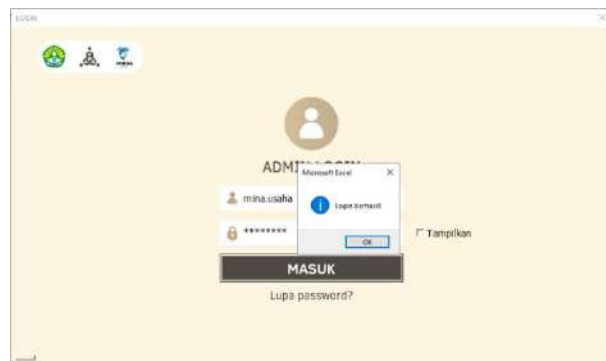 LOGIN
ADMIN LOGIN
Microsoft Excel
mina.usaha
Login berhasil
********
OK
Tampilkan
MASUK
Lupa password?